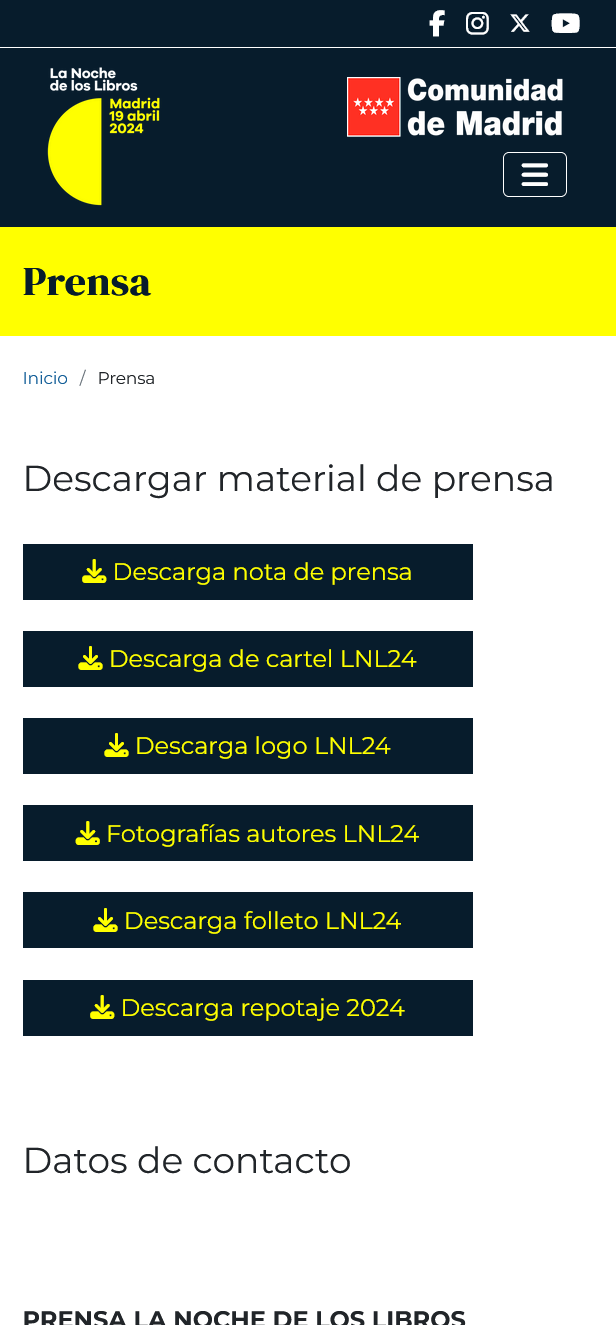 La Noche
de los Libros
Madrid
19 abril
2024
Comunidad
de Madrid
Prensa
Inicio / Prensa
Descargar material de prensa
Descarga nota de prensa
Descarga de cartel LNL24
Descarga logo LNL24
Fotografías autores LNL24
Descarga folleto LNL24
Descarga repotaje 2024
Datos de contacto
PRENSA LA NOCHE DE LOS LIBROS